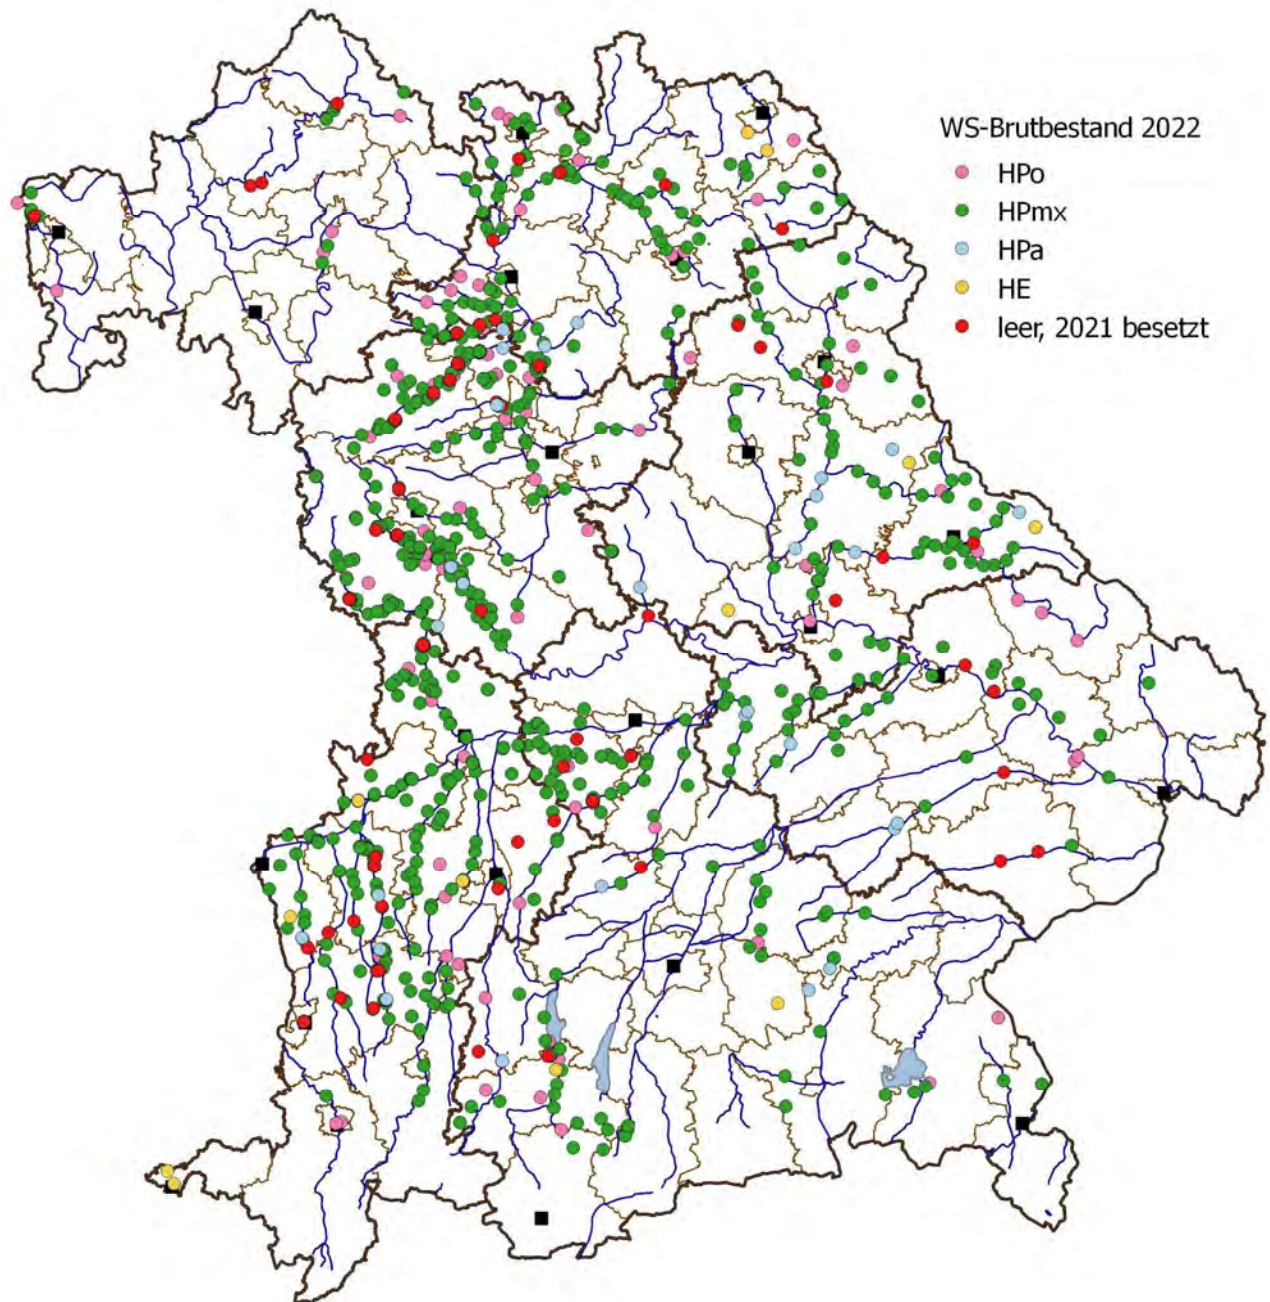 WS-Brutbestand 2022
HPo
HPmx
HPa
HE
leer, 2021 besetzt